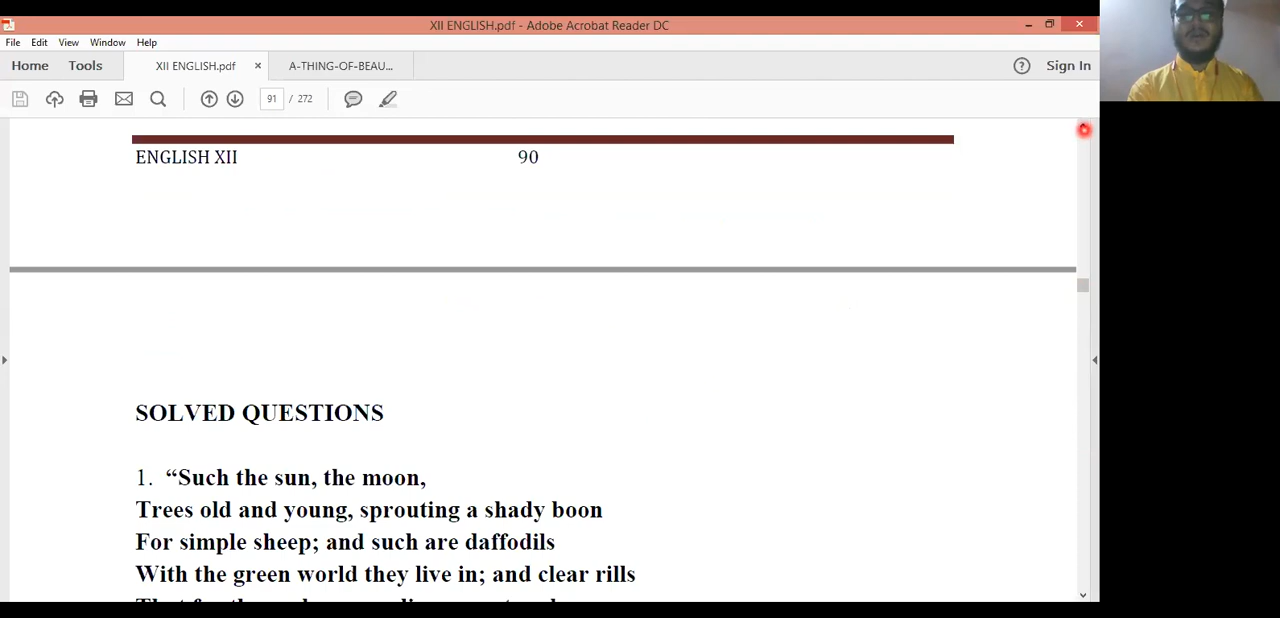 XII ENGLISH.pdf - Adobe Acrobat Reader DC
File Edit View Window Help
Home Tools XII ENGLISH.pdf × A-THING-OF-BEAU... ? Sign In
91 / 272
ENGLISH XII 90
SOLVED QUESTIONS
1. “Such the sun, the moon,
Trees old and young, sprouting a shady boon
For simple sheep; and such are daffodils
With the green world they live in; and clear rills